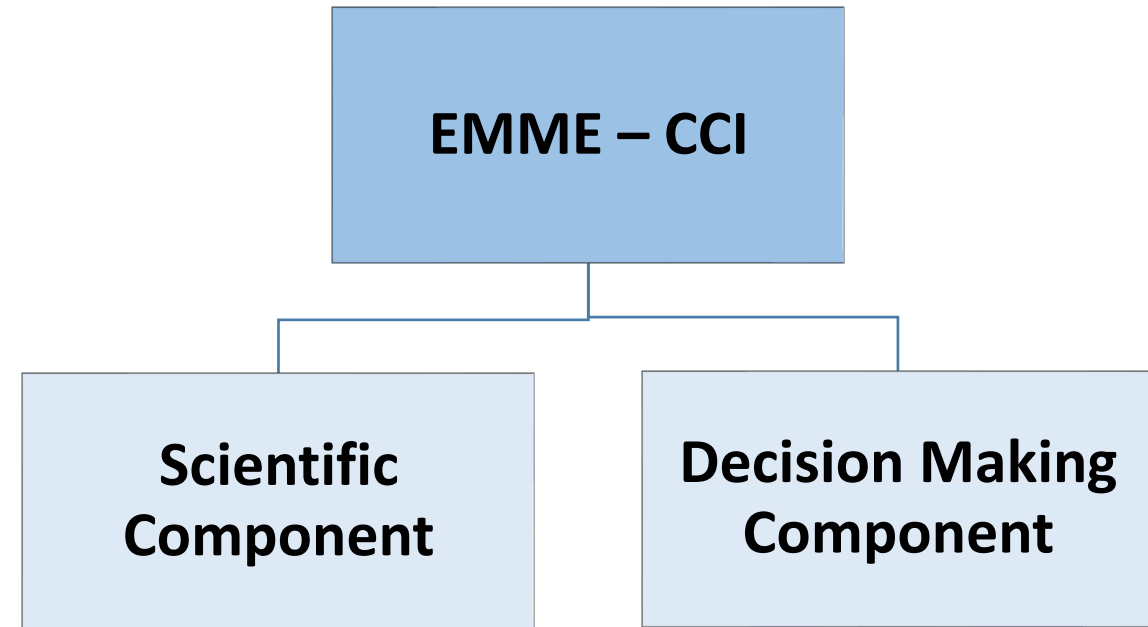 EMME – CCI
Scientific
Component
Decision Making
Component